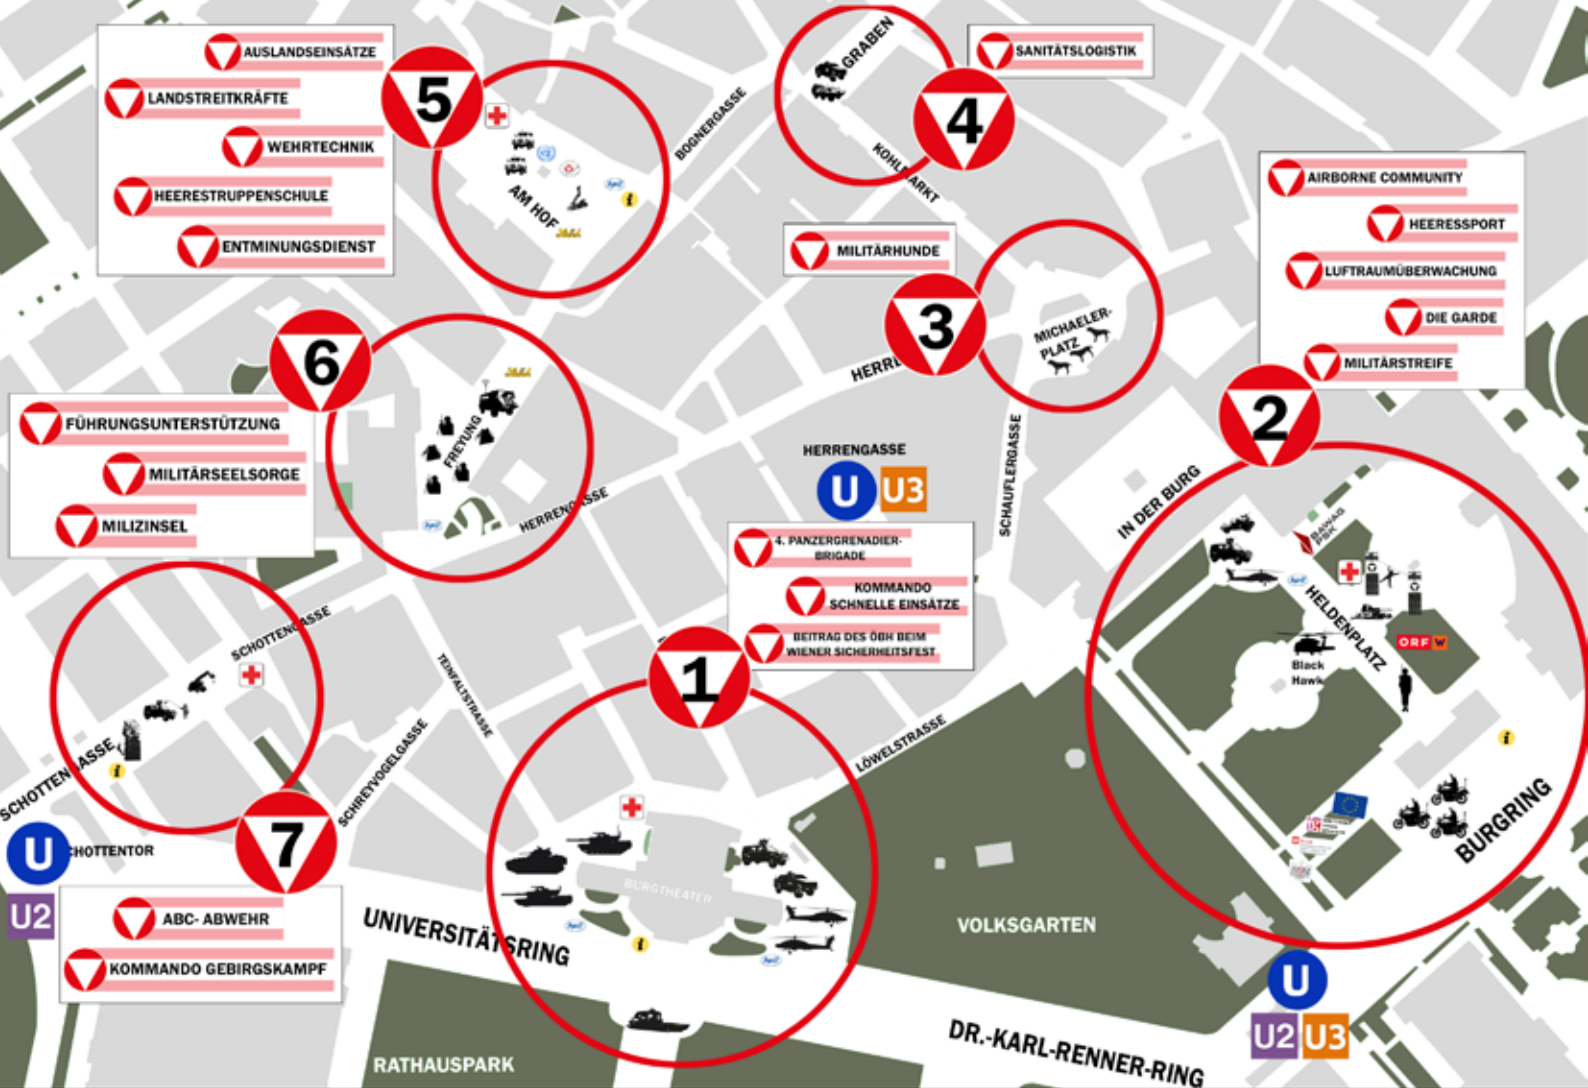 AUSLANDSEINSÄTZE
LANDSTREITKRÄFTE
WEHRTECHNIK
HEERESTRUPPENSCHULE
ENTMINUNGSDIENST
5
AM HOF
BOGNERGASSE
GRABEN
4
SANITÄTSLOGISTIK
KOHLMARKT
MILITÄRHUNDE
3
MICHAELER-
PLATZ
AIRBORNE COMMUNITY
HEERESSPORT
LUFTRAUMÜBERWACHUNG
DIE GARDE
MILITÄRSTREIFE
2
6
FÜHRUNGSUNTERSTÜTZUNG
MILITÄRSEELSORGE
MILIZINSEL
FREYUNG
HERRENGASSE
HERRENGASSE
U U3
SCHAUFLERGASSE
IN DER BURG
4. PANZERGRENADIER-
BRIGADE
KOMMANDO
SCHNELLE EINSÄTZE
BEITRAG DES ÖBH BEIM
WIENER SICHERHEITSFEST
1
BAWAG
PSK
HELDENPLATZ
ORF W
Black
Hawk
BURGRING
SCHOTTENGASSE
SCHOTTENGASSE
TEINFALTSTRASSE
SCHREYVOGELGASSE
LÖWELSTRASSE
7
U
CHOTTENTOR
U2
ABC- ABWEHR
KOMMANDO GEBIRGSKAMPF
BURGTHEATER
UNIVERSITÄTSRING
VOLKSGARTEN
U
U2 U3
RATHAUSPARK
DR.-KARL-RENNER-RING